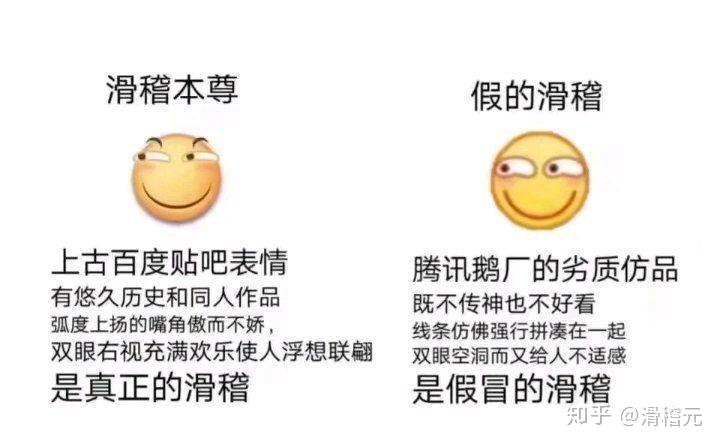 滑稽本尊
上古百度贴吧表情
有悠久历史和同人作品
弧度上扬的嘴角傲而不娇，
双眼右视充满欢乐使人浮想联翩
是真正的滑稽
假的滑稽
腾讯鹅厂的劣质仿品
既不传神也不好看
线条仿佛强行拼凑在一起
双眼空洞而又给人不适感
是假冒的滑稽
知乎 @滑稽元